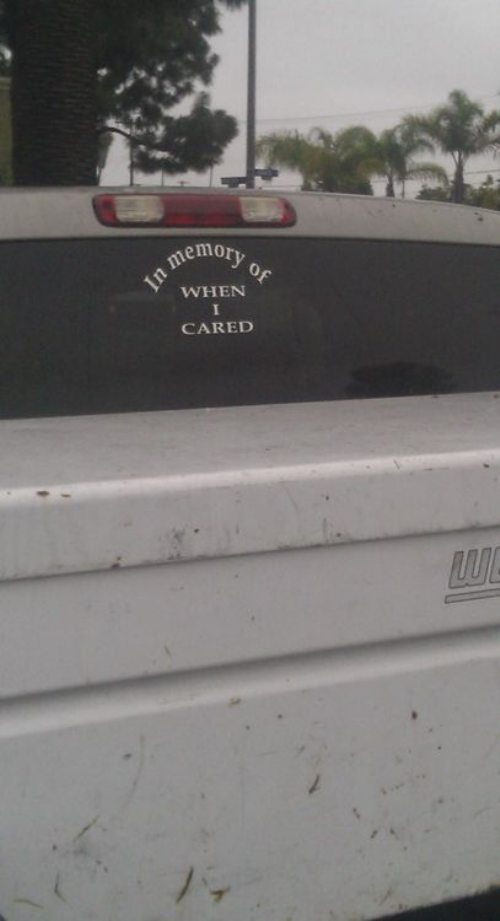 In memory of
WHEN
I
CARED